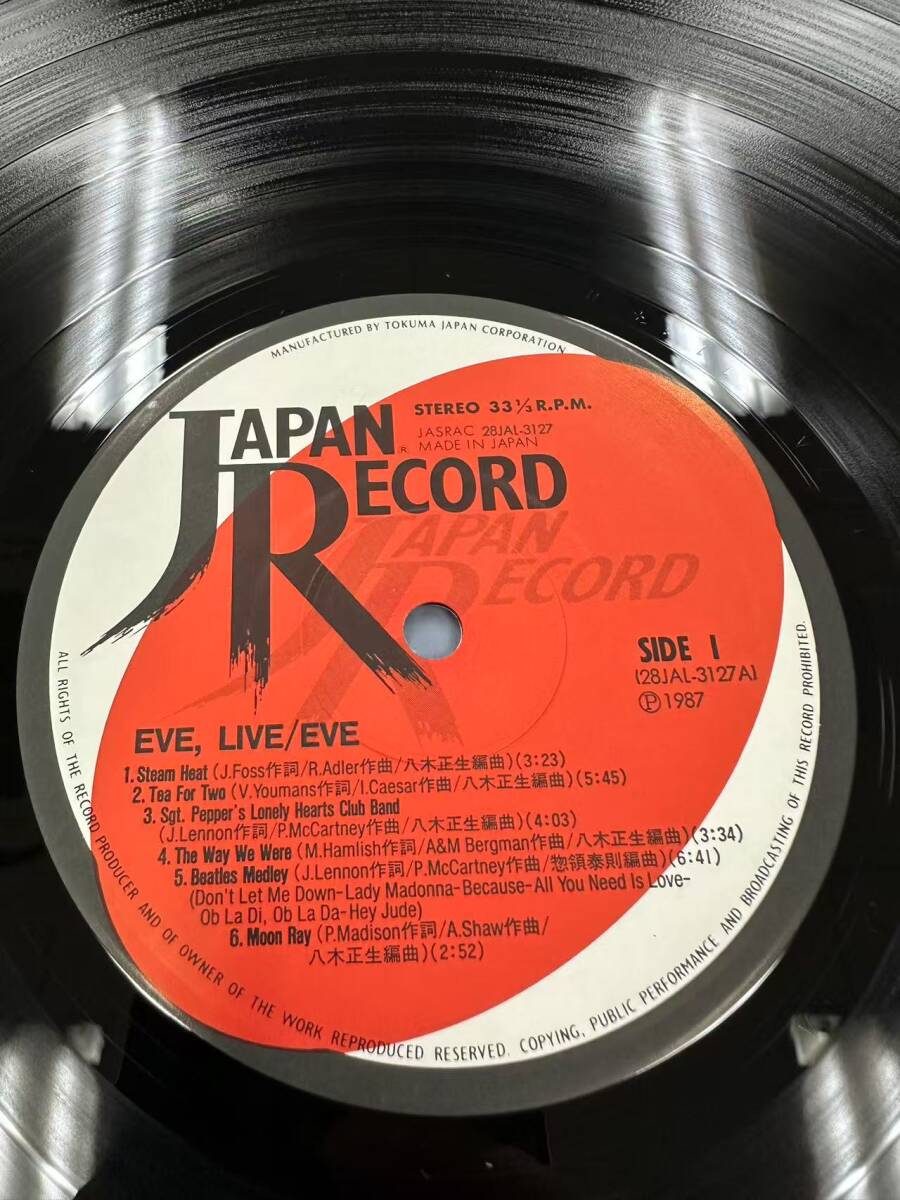 MANUFACTURED BY TOKUMA JAPAN CORPORATION
JAPAN
RECORD
®
STEREO 33⅓ R.P.M.
JASRAC 28JAL-3127
MADE IN JAPAN
JAPAN
RECORD
SIDE 1
(28JAL-3127A)
Ⓟ 1987
EVE, LIVE/EVE
1. Steam Heat (J.Foss作詞/R.Adler作曲/八木正生編曲)(3:23)
2. Tea For Two (V.Youmans作詞/I.Caesar作曲/八木正生編曲)(5:45)
3. Sgt. Pepper's Lonely Hearts Club Band
(J.Lennon作詞/P.McCartney作曲/八木正生編曲)(4:03)
4. The Way We Were (M.Hamlish作詞/A&M Bergman作曲/八木正生編曲)(3:34)
5. Beatles Medley (J.Lennon作詞/P.McCartney作曲/惣領泰則編曲)(6:41)
(Don't Let Me Down-Lady Madonna-Because-All You Need Is Love-
Ob La Di, Ob La Da-Hey Jude)
6. Moon Ray (P.Madison作詞/A.Shaw作曲/
八木正生編曲)(2:52)
ALL RIGHTS OF THE RECORD PRODUCER AND OF OWNER OF THE WORK REPRODUCED RESERVED. COPYING, PUBLIC PERFORMANCE AND BROADCASTING OF THIS RECORD PROHIBITED.